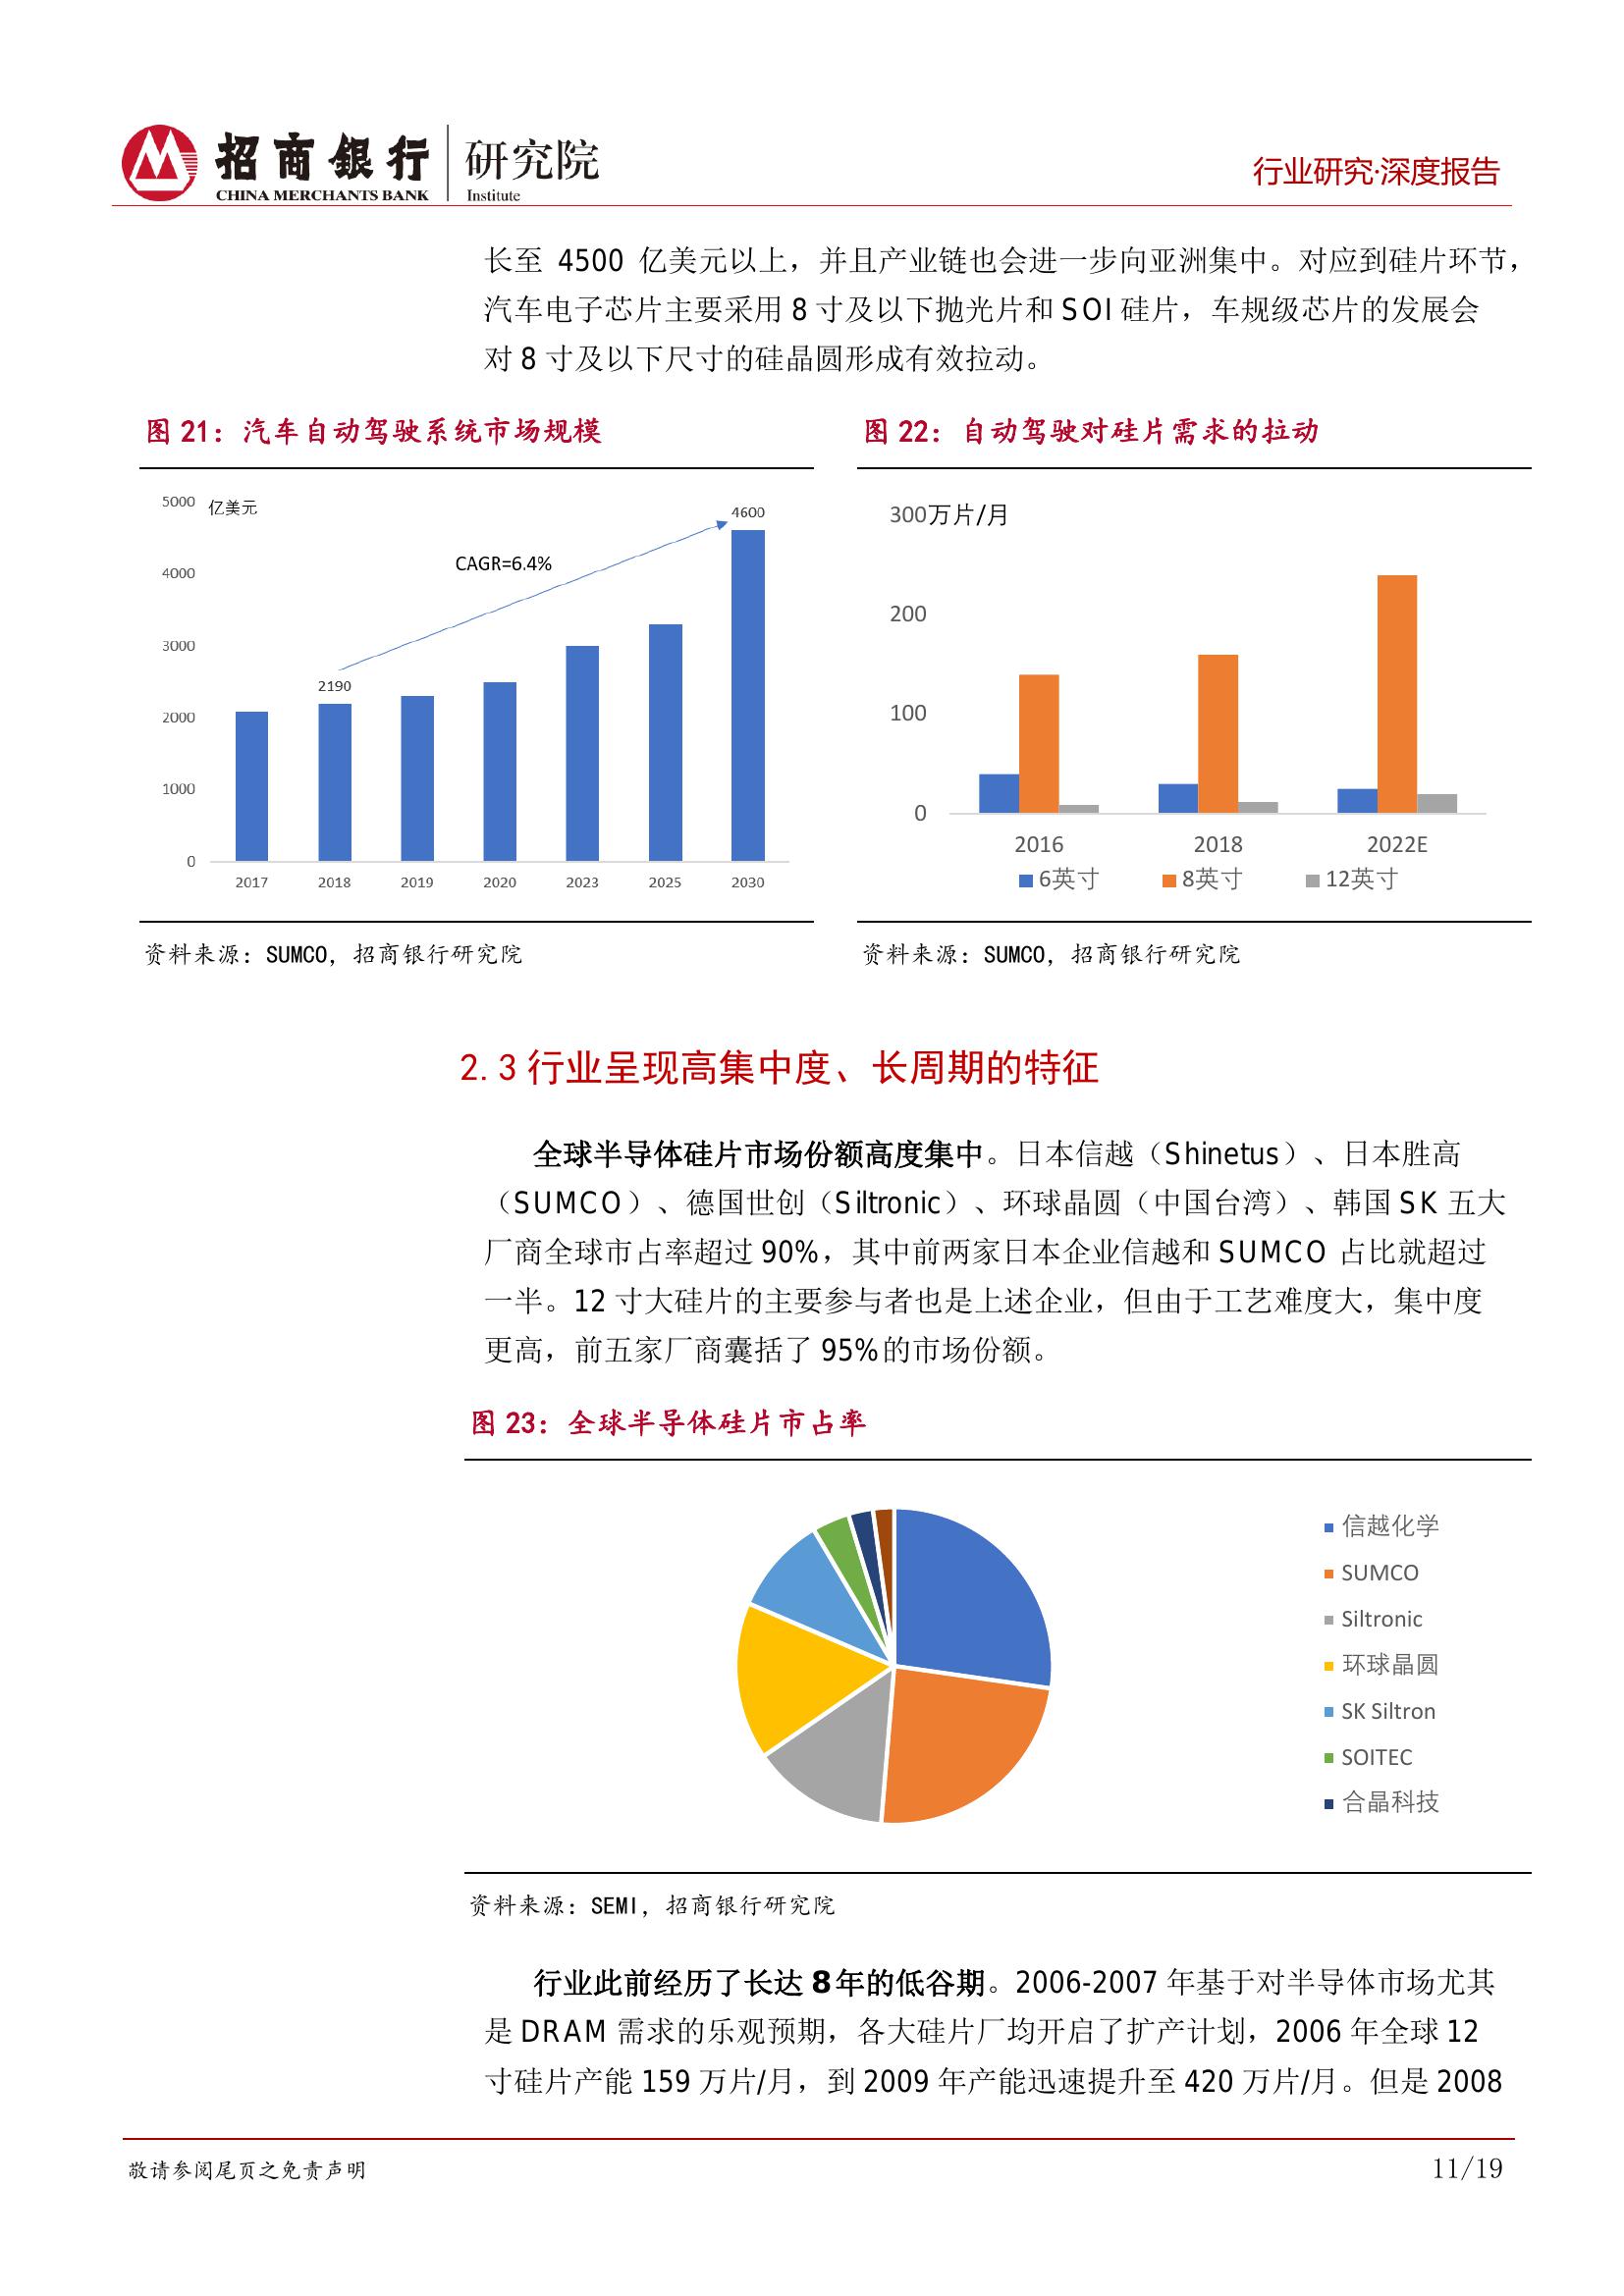 招商银行
CHINA MERCHANTS BANK
研究院
Institute
行业研究·深度报告
长至 4500 亿美元以上，并且产业链也会进一步向亚洲集中。对应到硅片环节，
汽车电子芯片主要采用 8 寸及以下抛光片和 SOI 硅片，车规级芯片的发展会
对 8 寸及以下尺寸的硅晶圆形成有效拉动。
图 21：汽车自动驾驶系统市场规模
5000
亿美元
4600
CAGR=6.4%
4000
3000
2190
2000
1000
0
2017 2018 2019 2020 2023 2025 2030
资料来源：SUMCO，招商银行研究院
图 22：自动驾驶对硅片需求的拉动
300万片/月
200
100
0
2016 2018 2022E
6英寸 8英寸 12英寸
资料来源：SUMCO，招商银行研究院
2.3 行业呈现高集中度、长周期的特征
全球半导体硅片市场份额高度集中。日本信越（Shinetus）、日本胜高
（SUMCO）、德国世创（Siltronic）、环球晶圆（中国台湾）、韩国 SK 五大
厂商全球市占率超过 90%，其中前两家日本企业信越和 SUMCO 占比就超过
一半。12 寸大硅片的主要参与者也是上述企业，但由于工艺难度大，集中度
更高，前五家厂商囊括了 95%的市场份额。
图 23：全球半导体硅片市占率
信越化学
SUMCO
Siltronic
环球晶圆
SK Siltron
SOITEC
合晶科技
资料来源：SEMI，招商银行研究院
行业此前经历了长达 8 年的低谷期。2006-2007 年基于对半导体市场尤其
是 DRAM 需求的乐观预期，各大硅片厂均开启了扩产计划，2006 年全球 12
寸硅片产能 159 万片/月，到 2009 年产能迅速提升至 420 万片/月。但是 2008
敬请参阅尾页之免责声明
11/19